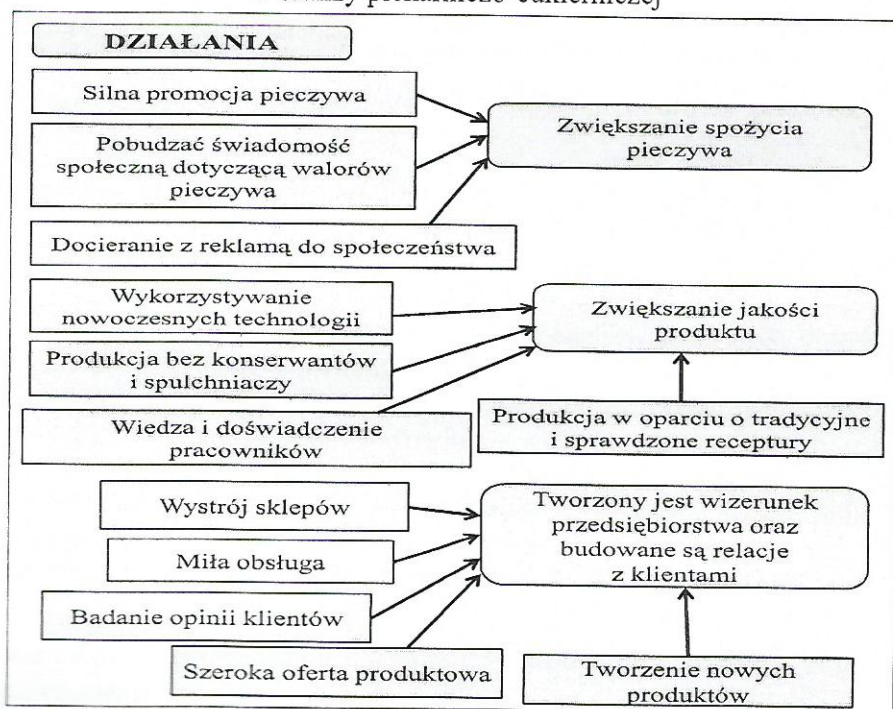 piekarniczo-cukierniczej
DZIAŁANIA
Silna promocja pieczywa
Pobudzać świadomość
społeczną dotyczącą walorów
pieczywa
Docieranie z reklamą do społeczeństwa
Zwiększanie spożycia
pieczywa
Wykorzystywanie
nowoczesnych technologii
Produkcja bez konserwantów
i spulchniaczy
Wiedza i doświadczenie
pracowników
Zwiększanie jakości
produktu
Produkcja w oparciu o tradycyjne
i sprawdzone receptury
Wystrój sklepów
Miła obsługa
Badanie opinii klientów
Szeroka oferta produktowa
Tworzony jest wizerunek
przedsiębiorstwa oraz
budowane są relacje
z klientami
Tworzenie nowych
produktów